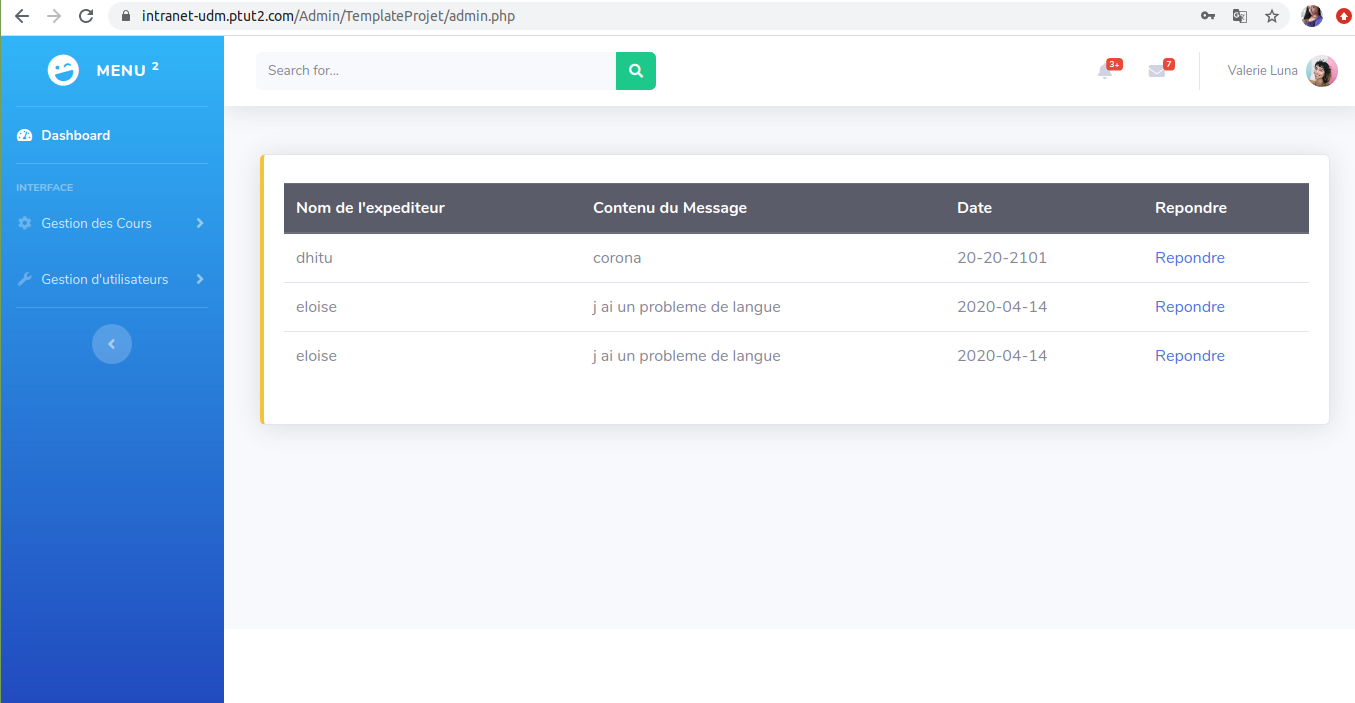 intranet-udm.ptut2.com/Admin/TemplateProjet/admin.php
MENU 2
Search for...
3+
7
Valerie Luna
Dashboard
INTERFACE
Gestion des Cours
Gestion d'utilisateurs
Nom de l'expediteur Contenu du Message Date Repondre
dhitu corona 20-20-2101 Repondre
eloise j ai un probleme de langue 2020-04-14 Repondre
eloise j ai un probleme de langue 2020-04-14 Repondre